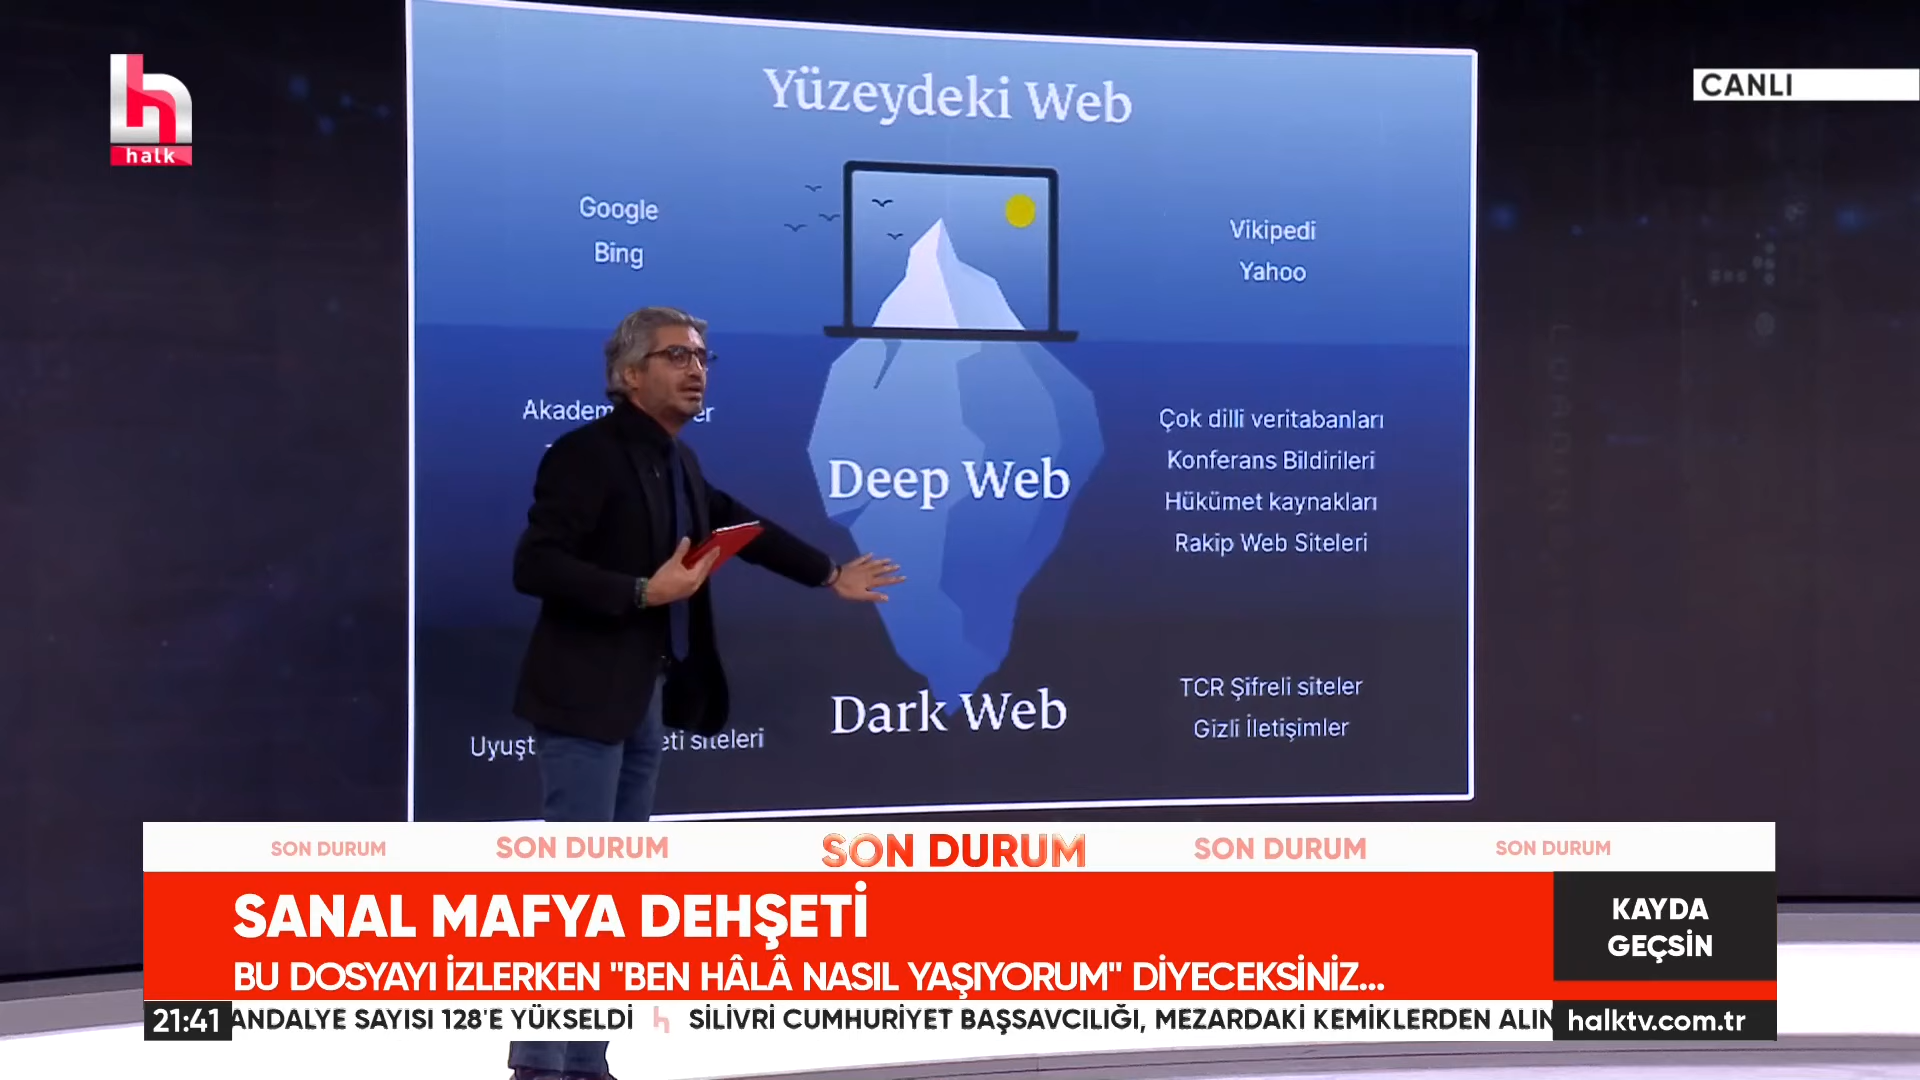 halk
CANLI
Yüzeydeki Web
Google
Bing
Vikipedi
Yahoo
Çok dilli veritabanları
Konferans Bildirileri
Hükümet kaynakları
Rakip Web Siteleri
Deep Web
Dark Web
siteleri
TCR Şifreli siteler
Gizli İletişimler
SON DURUM SON DURUM SON DURUM SON DURUM SON DURUM
SANAL MAFYA DEHŞETİ
BU DOSYAYI İZLERKEN "BEN HÂLÂ NASIL YAŞIYORUM" DİYECEKSİNİZ...
KAYDA
GEÇSİN
21:41 ANDALYE SAYISI 128'E YÜKSELDİ SİLİVRİ CUMHURİYET BAŞSAVCILIĞI, MEZARDAKİ KEMİKLERDEN ALIN halktv.com.tr